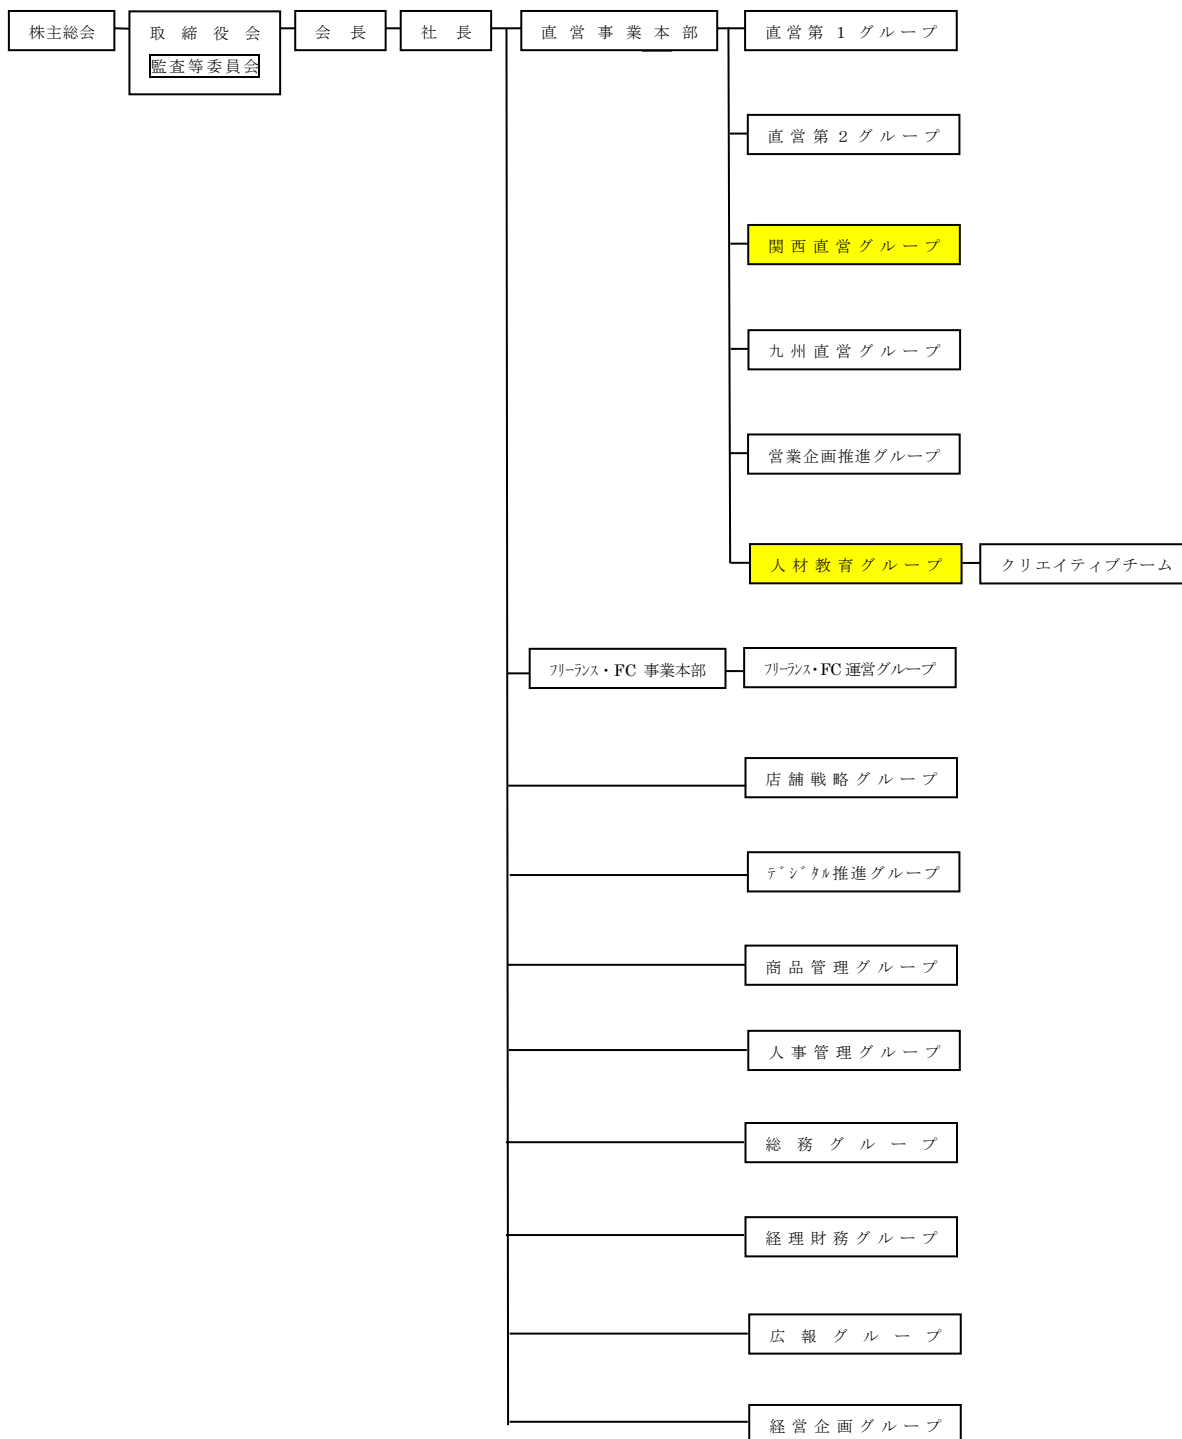 株主総会
取締役会
監査等委員会
会長
社長
直営事業本部
直営第1グループ
直営第2グループ
関西直営グループ
九州直営グループ
営業企画推進グループ
人材教育グループ
クリエイティブチーム
フリーランス・FC 事業本部
フリーランス・FC 運営グループ
店舗戦略グループ
デジタル推進グループ
商品管理グループ
人事管理グループ
総務グループ
経理財務グループ
広報グループ
経営企画グループ